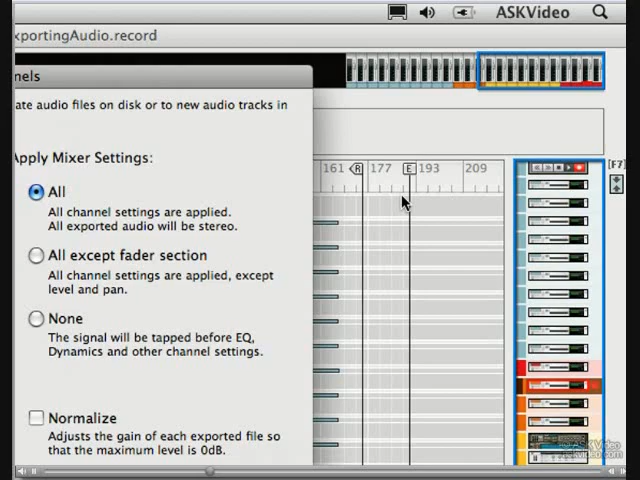 ASKVideo
xportingAudio.record
nels
ate audio files on disk or to new audio tracks in
Apply Mixer Settings:
All
All channel settings are applied.
All exported audio will be stereo.
All except fader section
All channel settings are applied, except
level and pan.
None
The signal will be tapped before EQ,
Dynamics and other channel settings.
Normalize
Adjusts the gain of each exported file so
that the maximum level is 0dB.
161 R 177 E 193 209
[F7]
ASK Video
askvideo.com